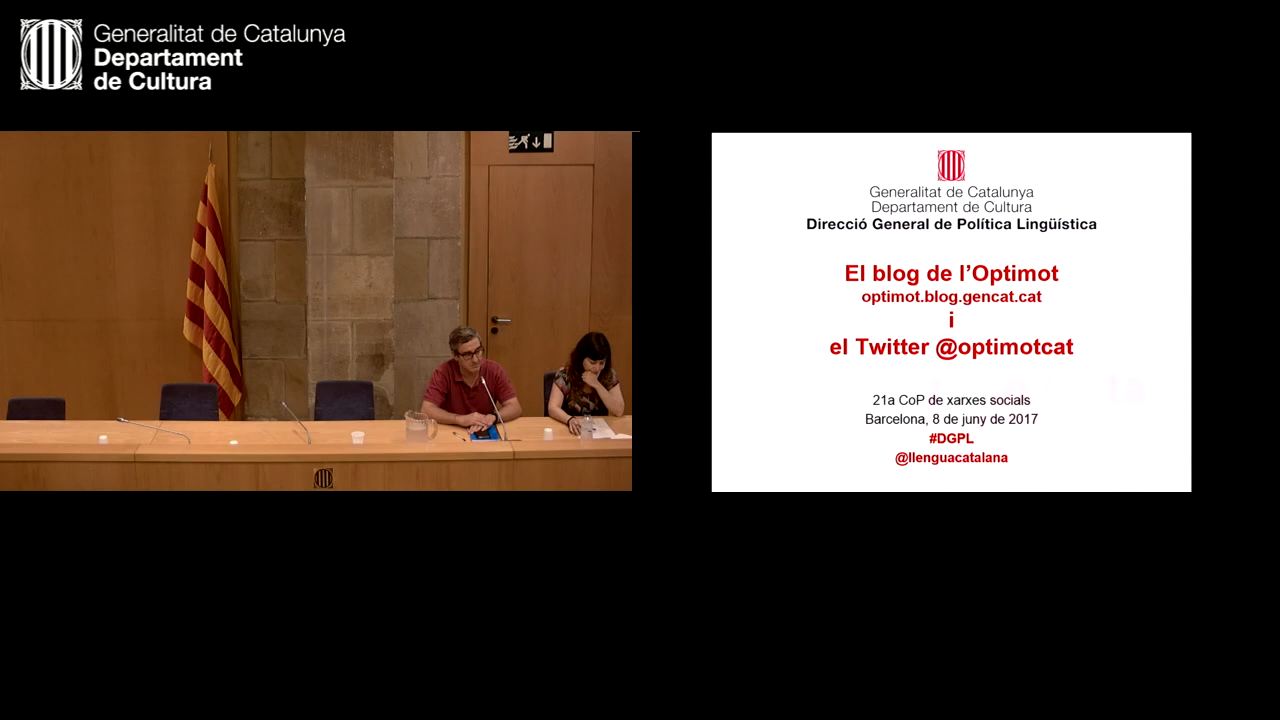 Generalitat de Catalunya
Departament
de Cultura
Generalitat de Catalunya
Departament de Cultura
Direcció General de Política Lingüística
El blog de l’Optimot
optimot.blog.gencat.cat
i
el Twitter @optimotcat
21a CoP de xarxes socials
Barcelona, 8 de juny de 2017
#DGPL
@llenguacatalana